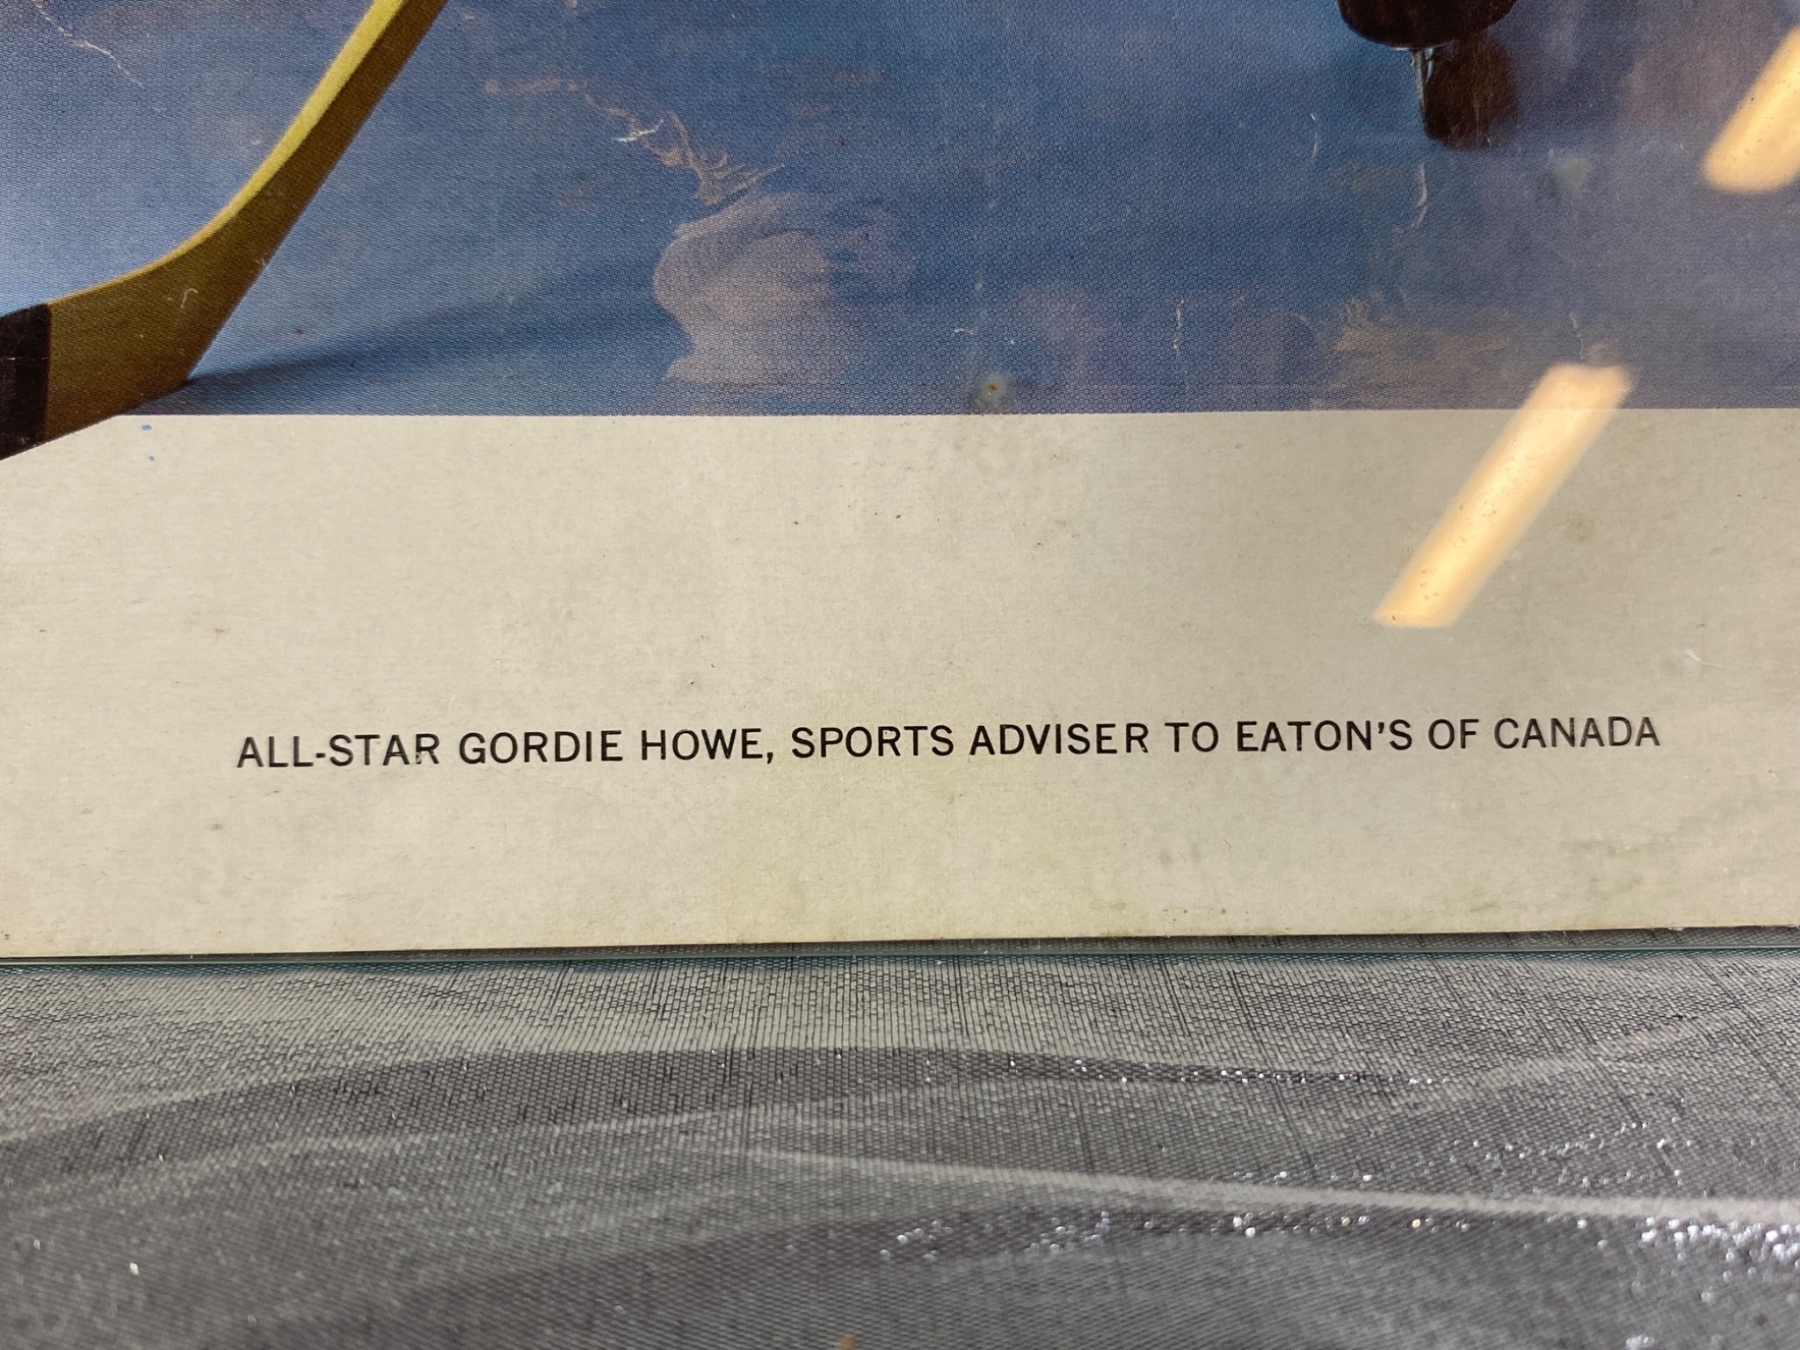 ALL-STAR GORDIE HOWE, SPORTS ADVISER TO EATON'S OF CANADA